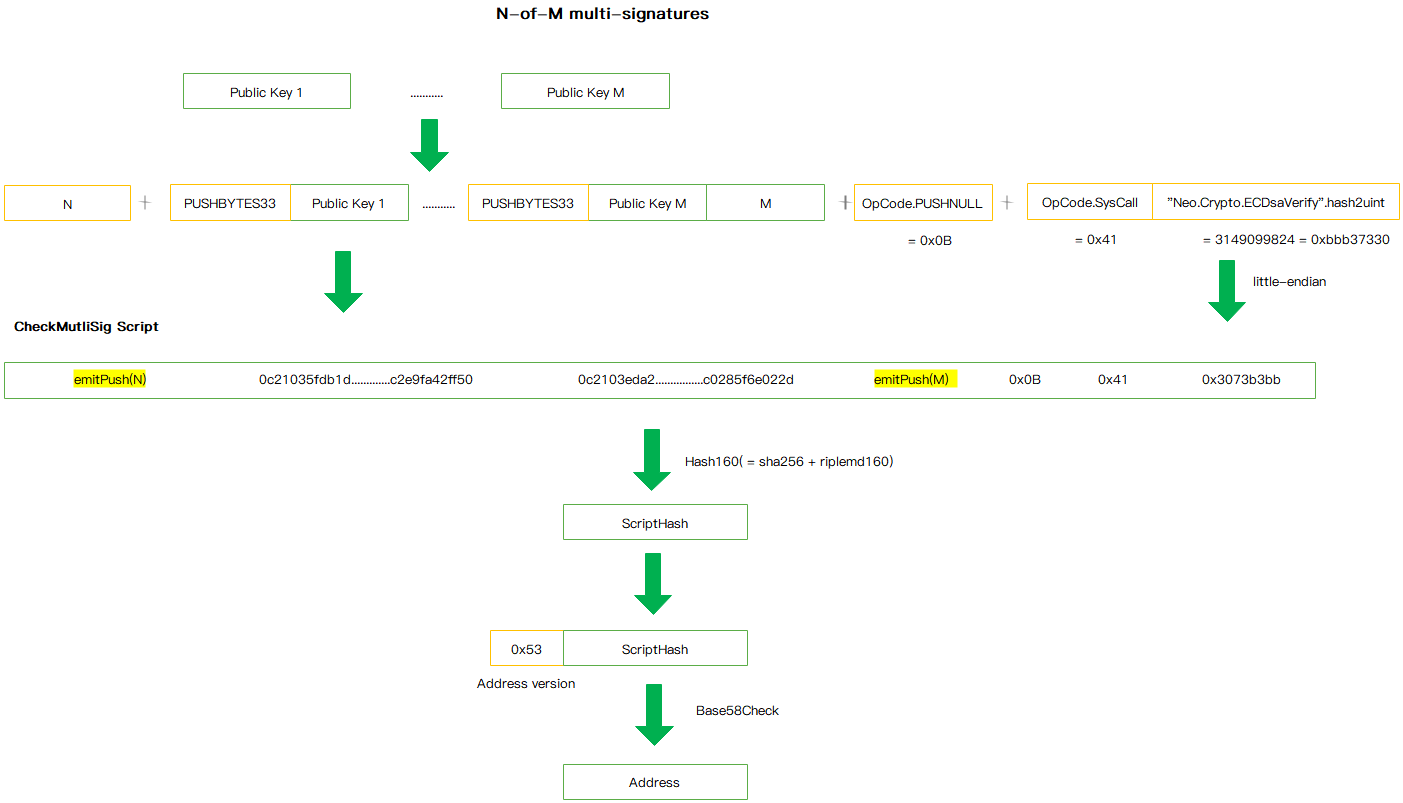 N-of-M multi-signatures
Public Key 1 ........... Public Key M
N + PUSHBYTES33 Public Key 1 ........... PUSHBYTES33 Public Key M M + OpCode.PUSHNULL + OpCode.SysCall ”Neo.Crypto.ECDsaVerify”.hash2uint
= 0x0B = 0x41 = 3149099824 = 0xbbb37330
little-endian
CheckMutliSig Script
emitPush(N) 0c21035fdb1d.............c2e9fa42ff50 0c2103eda2................c0285f6e022d emitPush(M) 0x0B 0x41 0x3073b3bb
Hash160( = sha256 + riplemd160)
ScriptHash
0x53 ScriptHash
Address version
Base58Check
Address